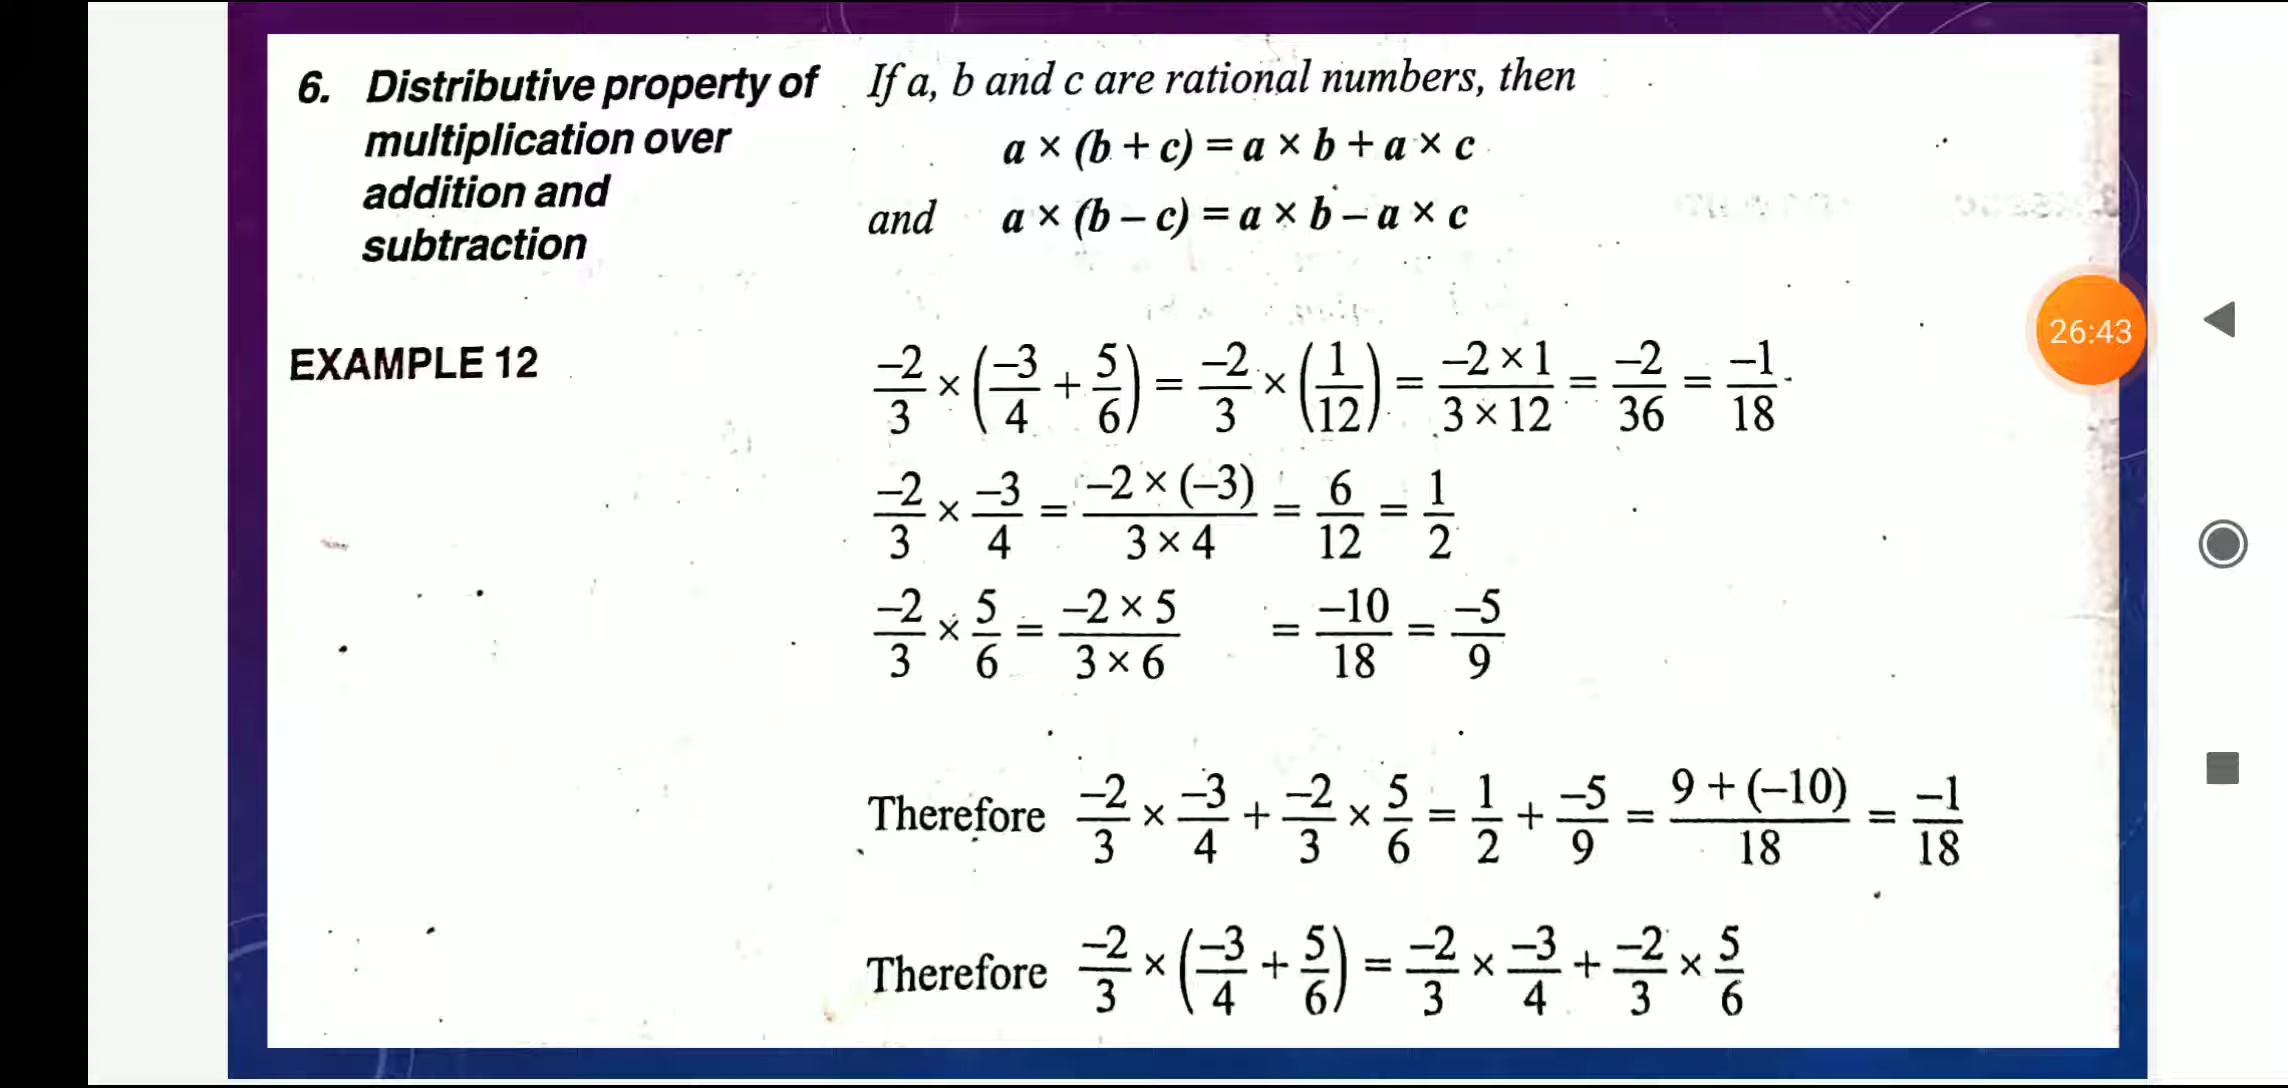 6. Distributive property of multiplication over addition and subtraction
If a, b and c are rational numbers, then
a × (b + c) = a × b + a × c
and a × (b – c) = a × b – a × c
26:43
EXAMPLE 12
–2/3 × (–3/4 + 5/6) = –2/3 × (1/12) = –2 × 1/3 × 12 = –2/36 = –1/18
–2/3 × –3/4 = –2 × (–3)/3 × 4 = 6/12 = 1/2
–2/3 × 5/6 = –2 × 5/3 × 6 = –10/18 = –5/9
Therefore –2/3 × –3/4 + –2/3 × 5/6 = 1/2 + –5/9 = 9 + (–10)/18 = –1/18
Therefore –2/3 × (–3/4 + 5/6) = –2/3 × –3/4 + –2/3 × 5/6